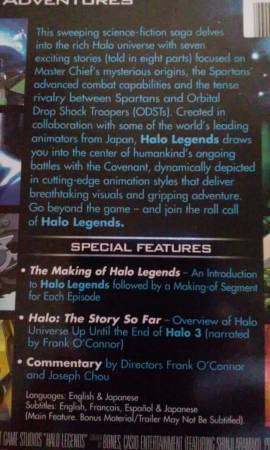 ADVENTURES
This sweeping science-fiction saga delves
into the rich Halo universe with seven
exciting stories (told in eight parts) focused on
Master Chief's mysterious origins, the Spartans'
advanced combat capabilities and the tense
rivalry between Spartans and Orbital
Drop Shock Troopers (ODSTs). Created in
collaboration with some of the world's leading
animators from Japan, Halo Legends draws
you into the center of humankind's ongoing
battles with the Covenant, dynamically depicted
in cutting-edge animation styles that deliver
breathtaking visuals and gripping adventure.
Go beyond the game – and join the roll call
of Halo Legends.
SPECIAL FEATURES
• The Making of Halo Legends – An Introduction
to Halo Legends followed by a Making-of Segment
for Each Episode
• Halo: The Story So Far – Overview of Halo
Universe Up Until the End of Halo 3 (narrated
by Frank O'Connor)
• Commentary by Directors Frank O'Connor
and Joseph Chou
Languages: English & Japanese
Subtitles: English, Français, Español & Japanese
(Main Feature. Bonus Material/Trailer May Not Be Subtitled).
GAME STUDIOS "HALO LEGENDS" BONES CASIO ENTERTAINMENT FEATURING SHINJI ARAMAKI